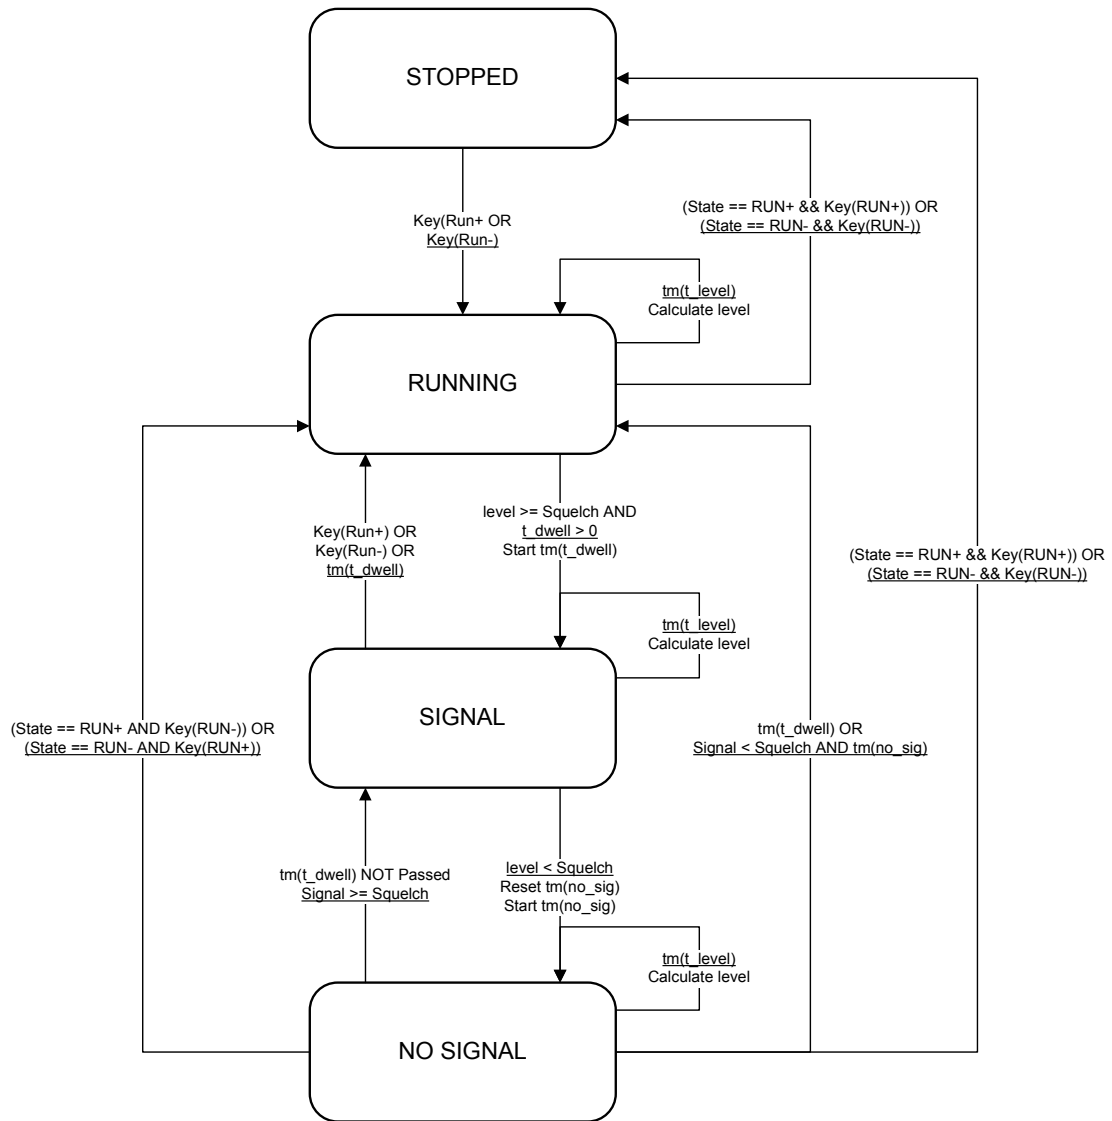 STOPPED
Key(Run+ OR
Key(Run-)
(State == RUN+ && Key(RUN+)) OR
(State == RUN- && Key(RUN-))
tm(t_level)
Calculate level
RUNNING
level >= Squelch AND
t_dwell > 0
Start tm(t_dwell)
Key(Run+) OR
Key(Run-) OR
tm(t_dwell)
(State == RUN+ && Key(RUN+)) OR
(State == RUN- && Key(RUN-))
tm(t_level)
Calculate level
SIGNAL
(State == RUN+ AND Key(RUN-)) OR
(State == RUN- AND Key(RUN+))
tm(t_dwell) OR
Signal < Squelch AND tm(no_sig)
tm(t_dwell) NOT Passed
Signal >= Squelch
level < Squelch
Reset tm(no_sig)
Start tm(no_sig)
tm(t_level)
Calculate level
NO SIGNAL